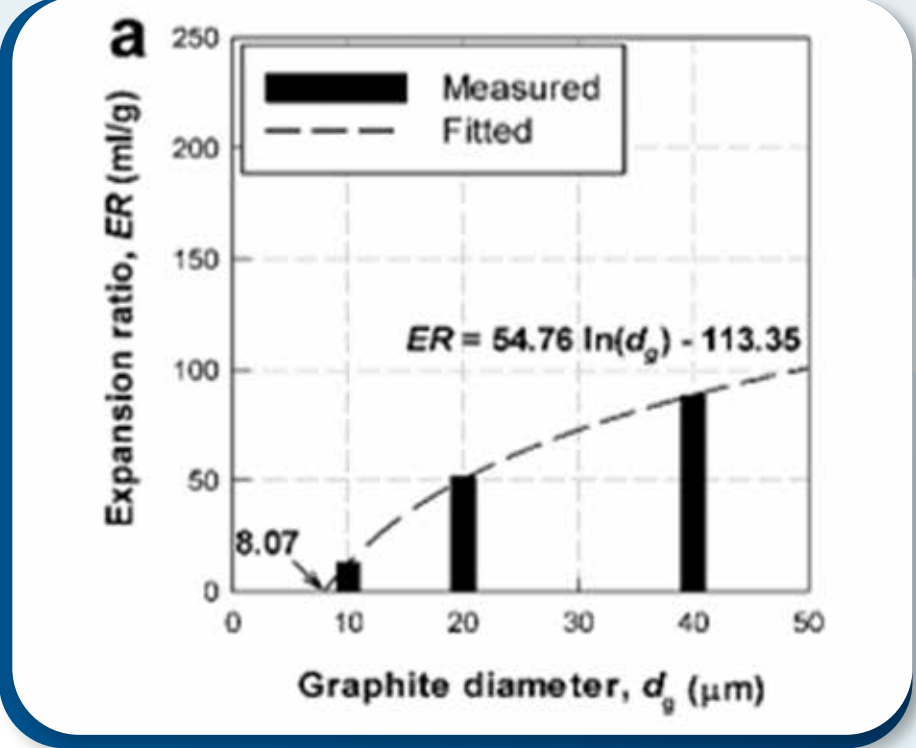 a
Expansion ratio, ER (ml/g)
250
200
150
100
50
0
Measured
Fitted
ER = 54.76 ln(dg) - 113.35
8.07
0 10 20 30 40 50
Graphite diameter, dg (μm)